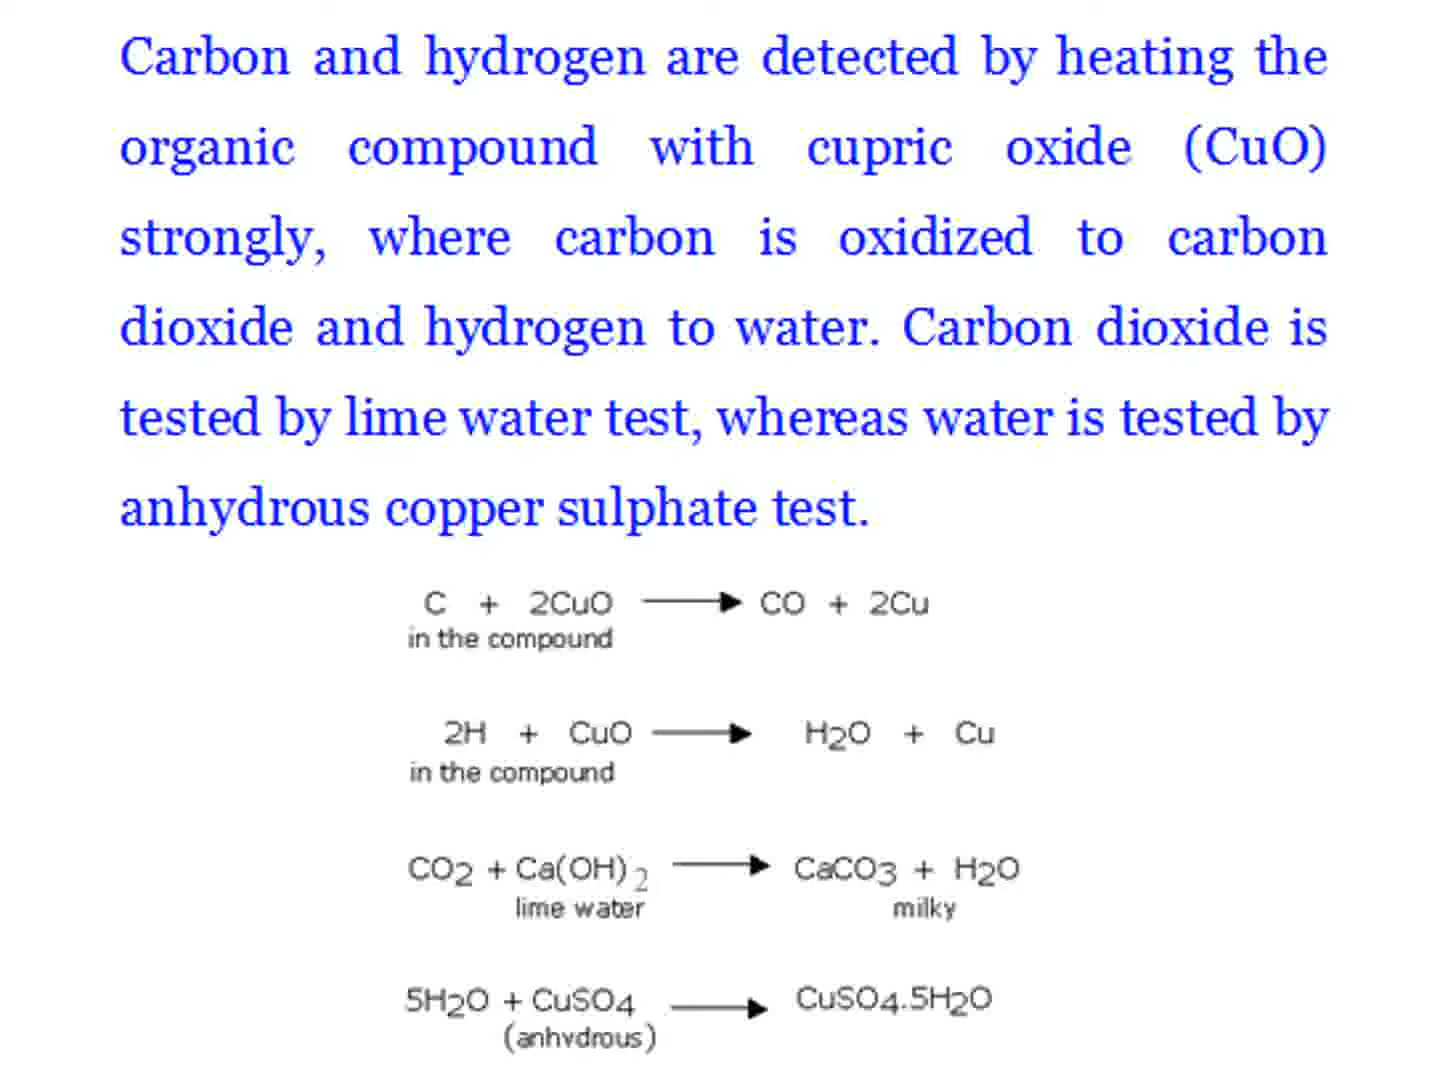 Carbon and hydrogen are detected by heating the
organic compound with cupric oxide (CuO)
strongly, where carbon is oxidized to carbon
dioxide and hydrogen to water. Carbon dioxide is
tested by lime water test, whereas water is tested by
anhydrous copper sulphate test.
C + 2CuO → CO + 2Cu
in the compound
2H + CuO → H2O + Cu
in the compound
CO2 + Ca(OH)2 → CaCO3 + H2O
lime water milky
5H2O + CuSO4 → CuSO4.5H2O
(anhydrous)